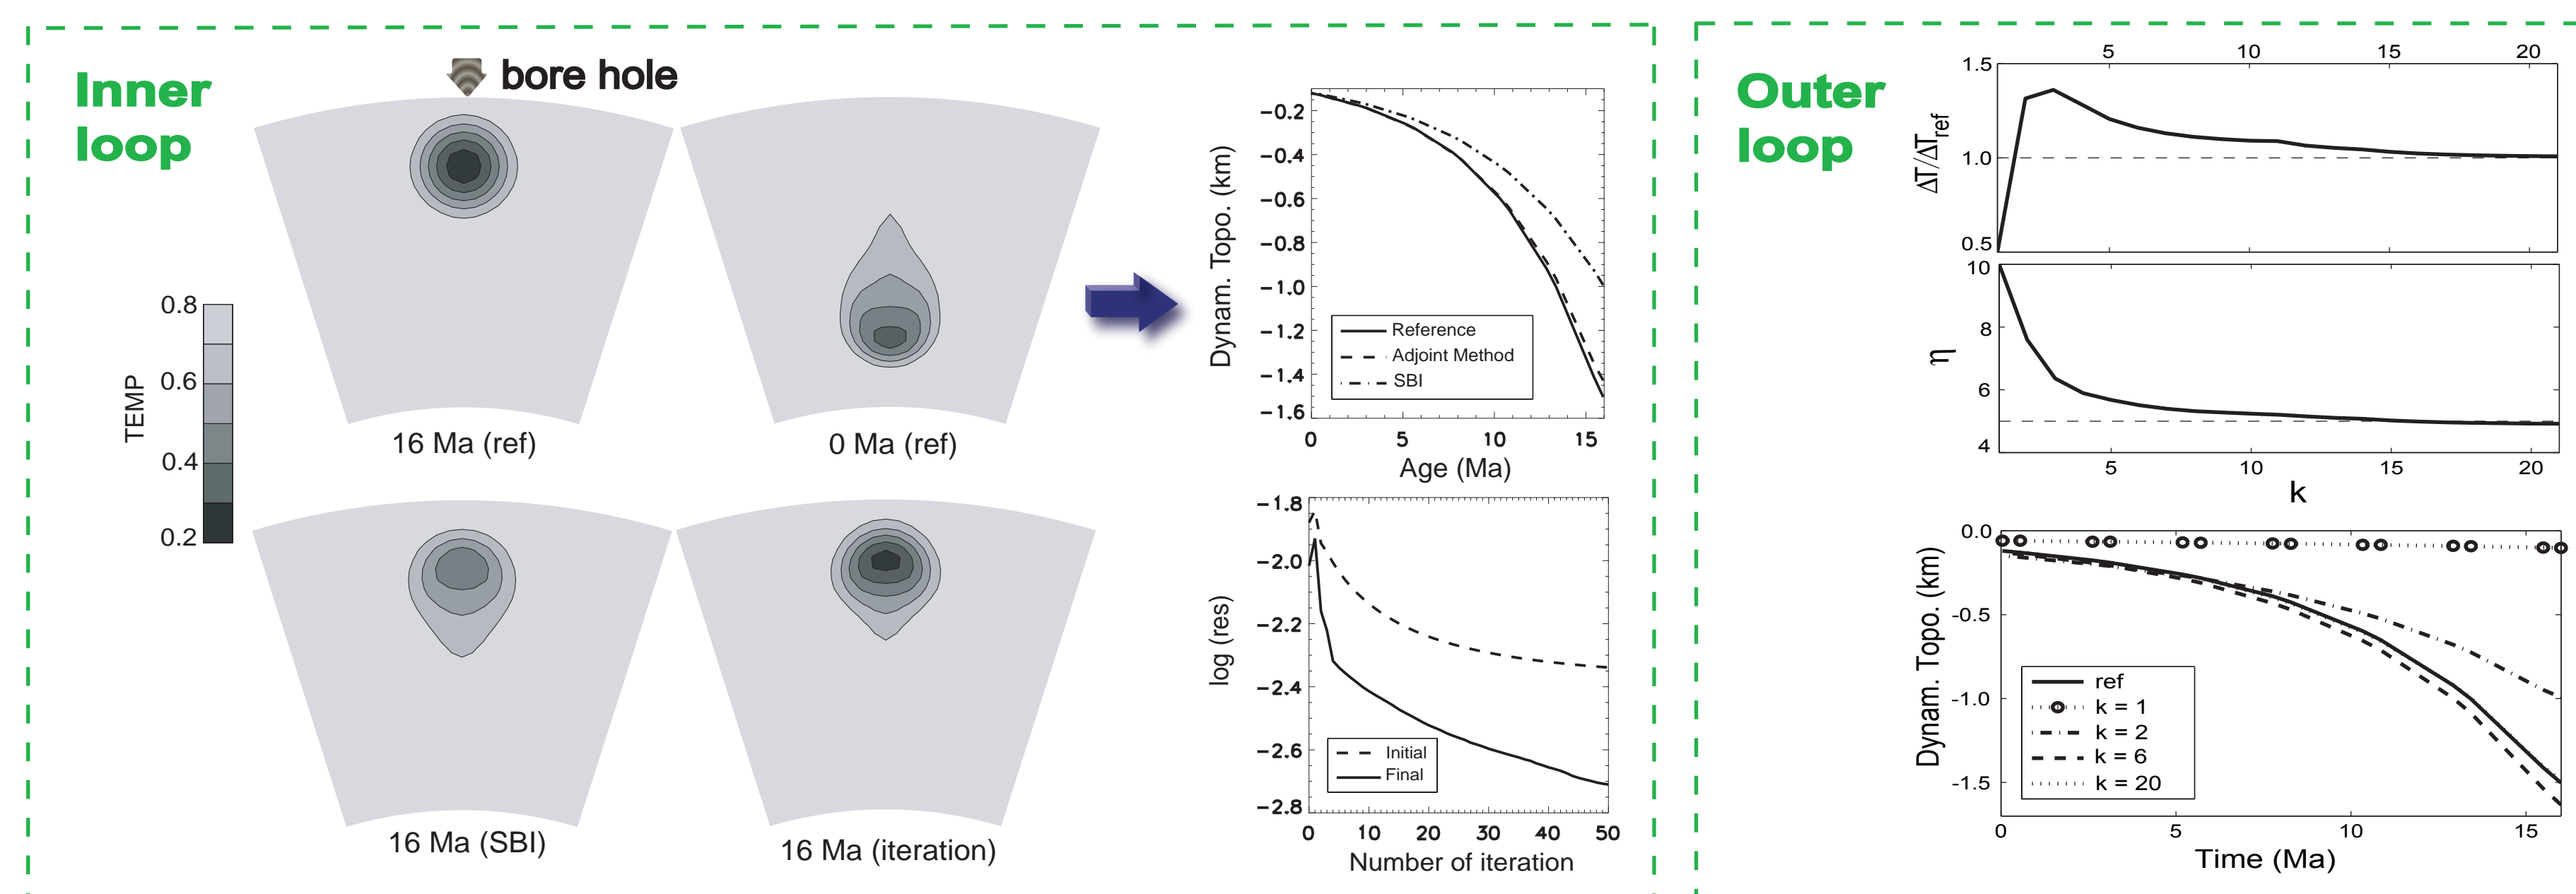 Inner
loop
bore hole
16 Ma (ref)
0 Ma (ref)
TEMP
0.8
0.6
0.4
0.2
16 Ma (SBI)
16 Ma (iteration)
Dynam. Topo. (km)
−0.2
−0.4
−0.6
−0.8
−1.0
−1.2
−1.4
−1.6
Reference
Adjoint Method
SBI
0 5 10 15
Age (Ma)
log (res)
−1.8
−2.0
−2.2
−2.4
−2.6
−2.8
Initial
Final
0 10 20 30 40 50
Number of iteration
Outer
loop
5 10 15 20
ΔT/ΔTref
1.5
1.0
0.5
η
10
8
6
4
5 10 15 20
k
Dynam. Topo. (km)
0.0
-0.5
-1.0
-1.5
ref
k = 1
k = 2
k = 6
k = 20
0 5 10 15
Time (Ma)